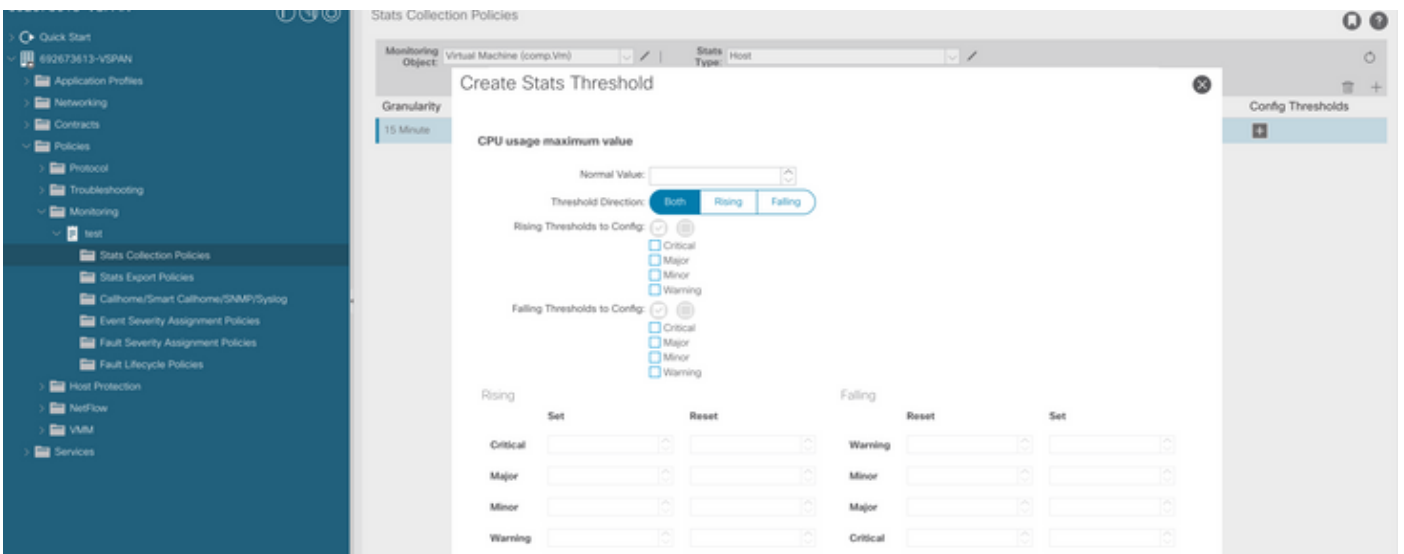 Quick Start
692673613-VSPAN
Application Profiles
Networking
Contracts
Policies
Protocol
Troubleshooting
Monitoring
test
Stats Collection Policies
Stats Export Policies
Callhome/Smart Callhome/SNMP/Syslog
Event Severity Assignment Policies
Fault Severity Assignment Policies
Fault Lifecycle Policies
Host Protection
NetFlow
VMM
Services
Stats Collection Policies
Monitoring Object: Virtual Machine (comp.Vm) Stats Type: Host
Granularity Config Thresholds
15 Minute
Create Stats Threshold
CPU usage maximum value
Normal Value:
Threshold Direction: Both Rising Falling
Rising Thresholds to Config:
Critical
Major
Minor
Warning
Falling Thresholds to Config:
Critical
Major
Minor
Warning
Rising Falling
Set Reset Reset Set
Critical Warning
Major Minor
Minor Major
Warning Critical